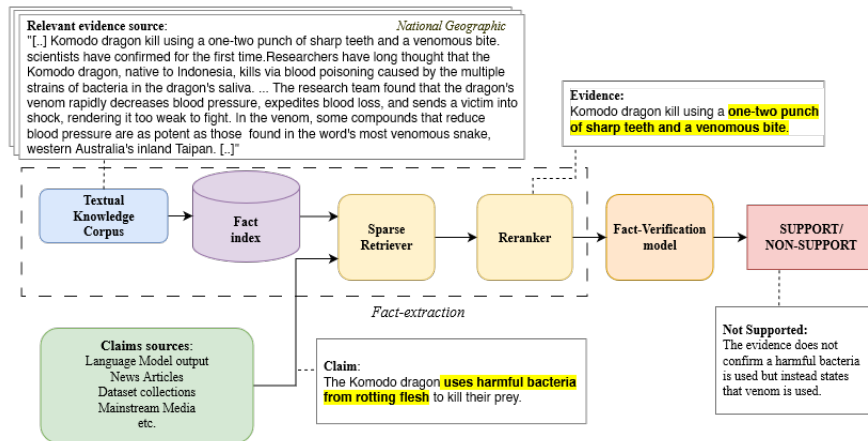 Relevant evidence source: National Geographic
"[..] Komodo dragon kill using a one-two punch of sharp teeth and a venomous bite.
scientists have confirmed for the first time.Researchers have long thought that the
Komodo dragon, native to Indonesia, kills via blood poisoning caused by the multiple
strains of bacteria in the dragon's saliva. ... The research team found that the dragon's
venom rapidly decreases blood pressure, expedites blood loss, and sends a victim into
shock, rendering it too weak to fight. In the venom, some compounds that reduce
blood pressure are as potent as those found in the word's most venomous snake,
western Australia's inland Taipan. [..]"
Evidence:
Komodo dragon kill using a one-two punch
of sharp teeth and a venomous bite.
Textual
Knowledge
Corpus
Fact
index
Sparse
Retriever
Reranker
Fact-Verification
model
SUPPORT/
NON-SUPPORT
Fact-extraction
Claims sources:
Language Model output
News Articles
Dataset collections
Mainstream Media
etc.
Claim:
The Komodo dragon uses harmful bacteria
from rotting flesh to kill their prey.
Not Supported:
The evidence does not
confirm a harmful bacteria
is used but instead states
that venom is used.